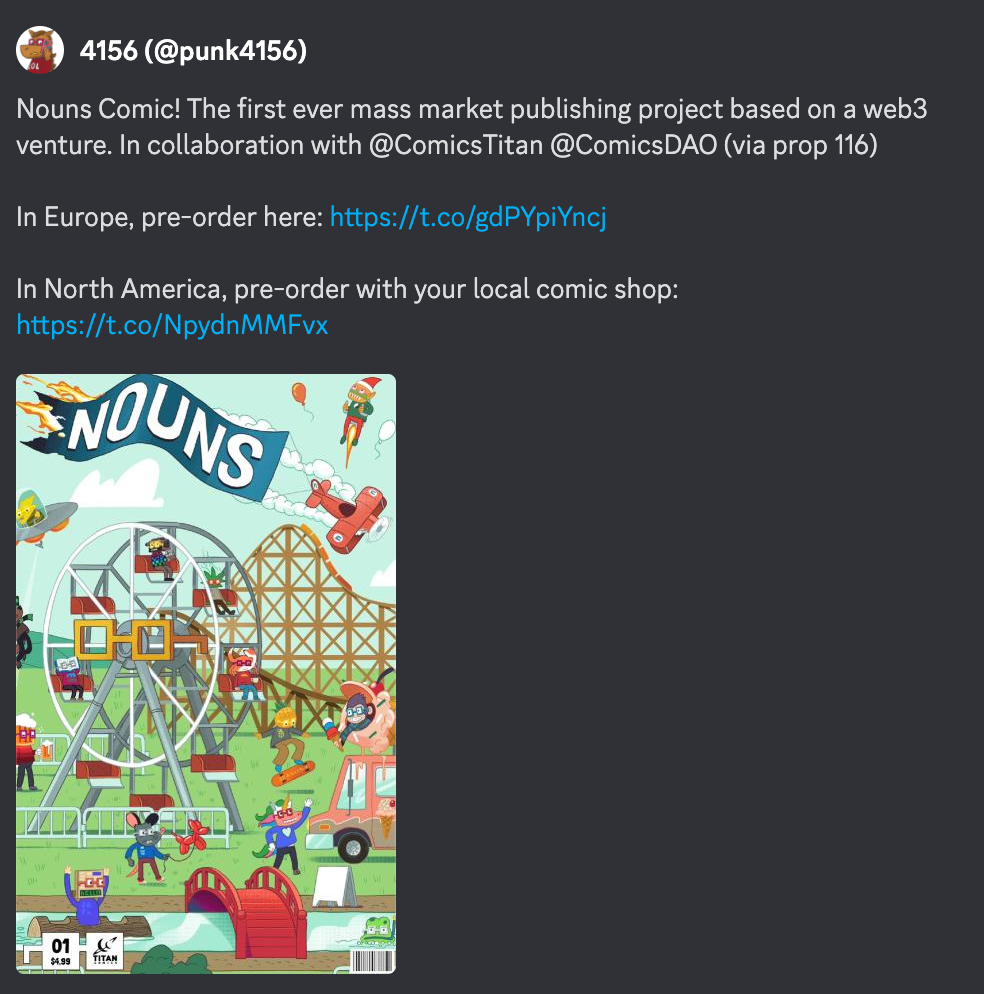 4156 (@punk4156)
Nouns Comic! The first ever mass market publishing project based on a web3
venture. In collaboration with @ComicsTitan @ComicsDAO (via prop 116)
In Europe, pre-order here: https://t.co/gdPYpiYncj
In North America, pre-order with your local comic shop:
https://t.co/NpydnMMFvx
NOUNS
01
$4.99
TITAN
COMICS